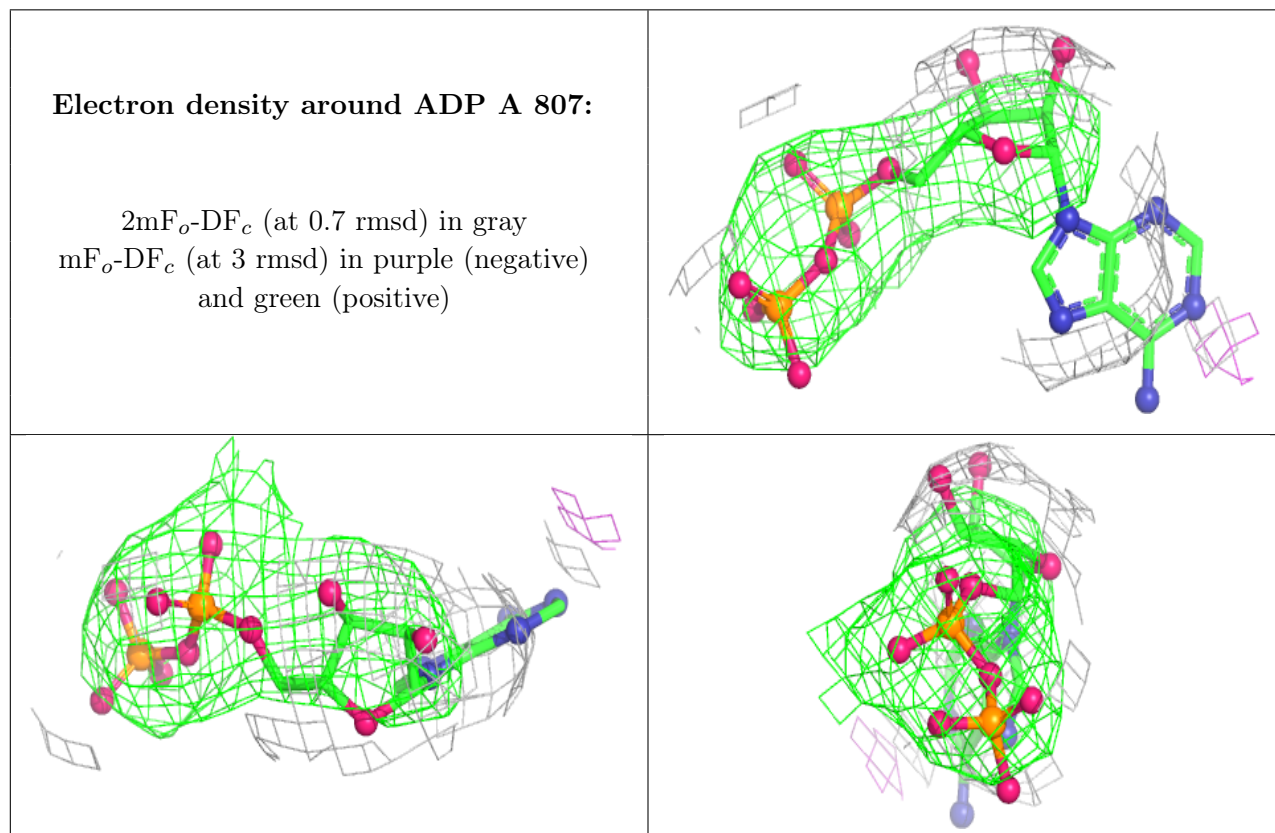 Electron density around ADP A 807:
2mFo-DFc (at 0.7 rmsd) in gray
mFo-DFc (at 3 rmsd) in purple (negative)
and green (positive)